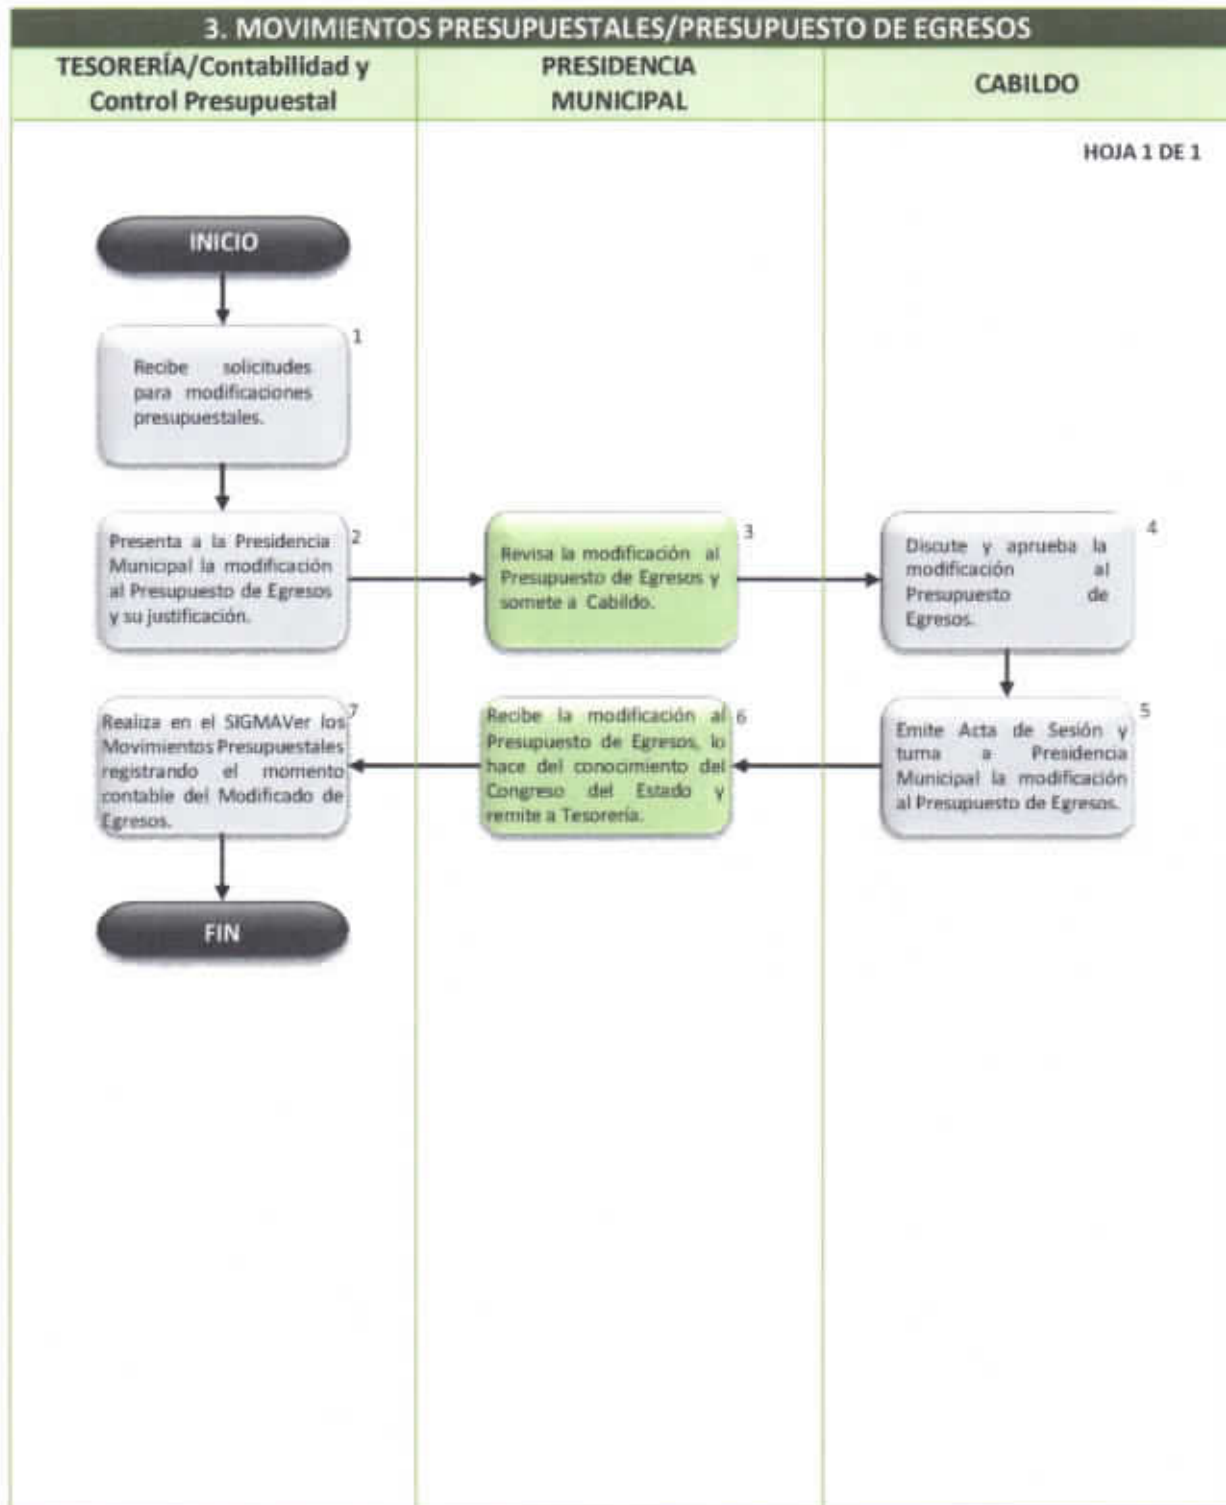 3. MOVIMIENTOS PRESUPUESTALES/PRESUPUESTO DE EGRESOS
TESORERÍA/Contabilidad y
Control Presupuestal
PRESIDENCIA
MUNICIPAL
CABILDO
HOJA 1 DE 1
INICIO
1
Recibe solicitudes
para modificaciones
presupuestales.
2
Presenta a la Presidencia
Municipal la modificación
al Presupuesto de Egresos
y su justificación.
3
Revisa la modificación al
Presupuesto de Egresos y
somete a Cabildo.
4
Discute y aprueba la
modificación al
Presupuesto de
Egresos.
5
Emite Acta de Sesión y
turna a Presidencia
Municipal la modificación
al Presupuesto de Egresos.
6
Recibe la modificación al
Presupuesto de Egresos, lo
hace del conocimiento del
Congreso del Estado y
remite a Tesorería.
7
Realiza en el SIGMAVer los
Movimientos Presupuestales
registrando el momento
contable del Modificado de
Egresos.
FIN